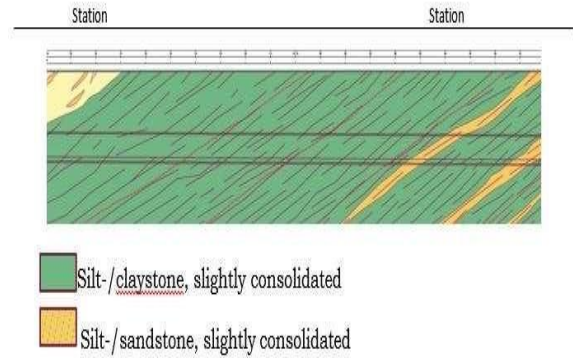 Station Station
Silt-/claystone, slightly consolidated
Silt-/sandstone, slightly consolidated